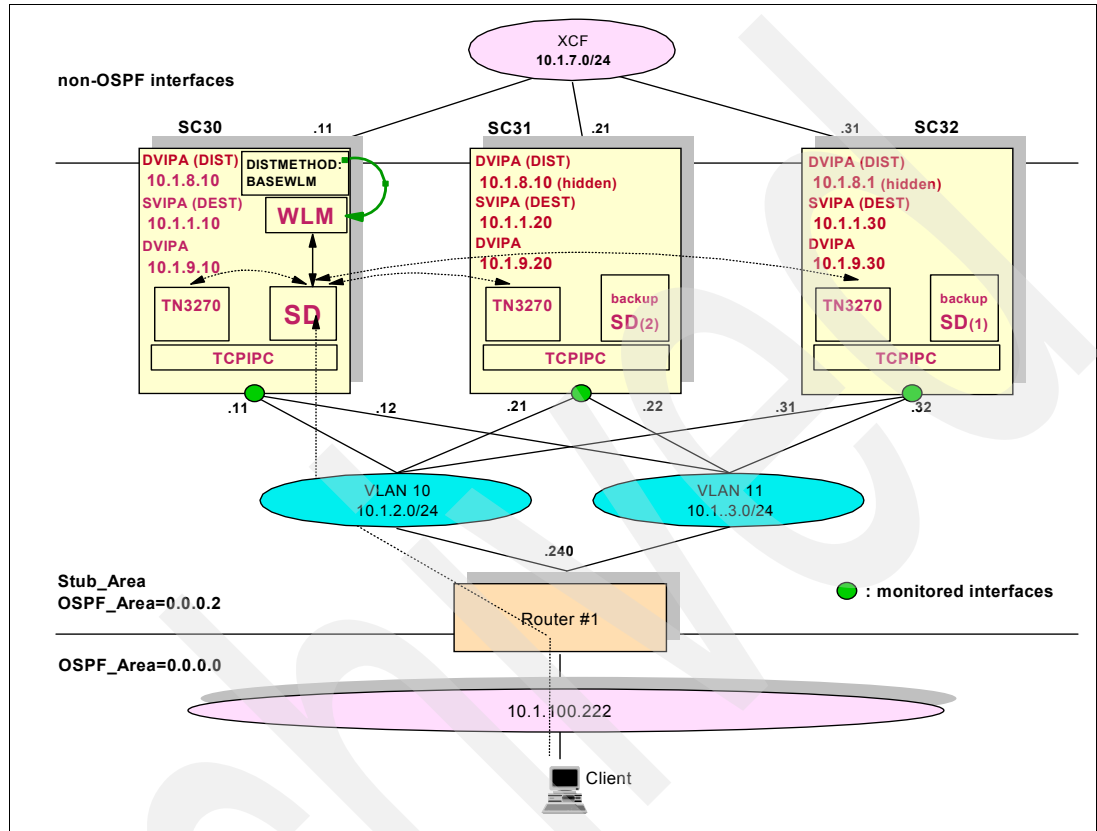 XCF
10.1.7.0/24
non-OSPF interfaces
SC30
.11
SC31
.21
.31
SC32
DVIPA (DIST)
10.1.8.10
SVIPA (DEST)
10.1.1.10
DVIPA
10.1.9.10
DISTMETHOD:
BASEWLM
WLM
TN3270
SD
TCPIPC
DVIPA (DIST)
10.1.8.10 (hidden)
SVIPA (DEST)
10.1.1.20
DVIPA
10.1.9.20
TN3270
backup
SD(2)
TCPIPC
DVIPA (DIST)
10.1.8.1 (hidden)
SVIPA (DEST)
10.1.1.30
DVIPA
10.1.9.30
TN3270
backup
SD(1)
TCPIPC
.11
.12
.21
.22
.31
.32
VLAN 10
10.1.2.0/24
VLAN 11
10.1..3.0/24
.240
Stub_Area
OSPF_Area=0.0.0.2
Router #1
: monitored interfaces
OSPF_Area=0.0.0.0
10.1.100.222
Client